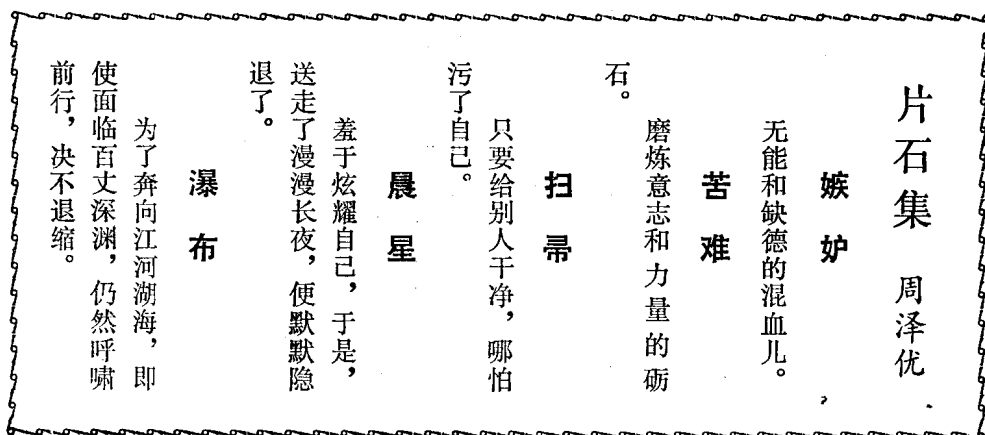 片石集 周泽优
嫉妒
无能和缺德的混血儿。
苦难
磨炼意志和力量的砺
石。
扫帚
只要给别人干净，哪怕
污了自己。
晨星
羞于炫耀自己，于是，
送走了漫漫长夜，便默默隐
退了。
瀑布
为了奔向江河湖海，即
使面临百丈深渊，仍然呼啸
前行，决不退缩。